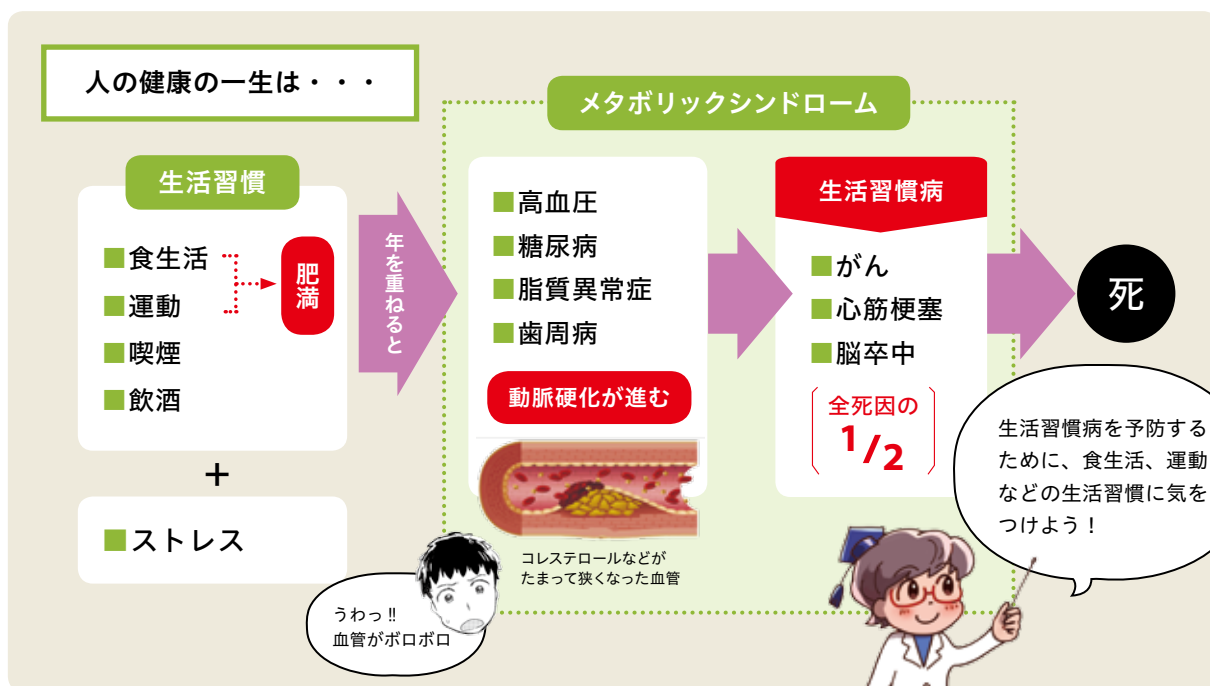 人の健康の一生は・・・
生活習慣
■食生活
■運動
■喫煙
■飲酒
肥満
+
■ストレス
年を重ねると
メタボリックシンドローム
■高血圧
■糖尿病
■脂質異常症
■歯周病
動脈硬化が進む
コレステロールなどが
たまって狭くなった血管
うわっ!!
血管がボロボロ
生活習慣病
■がん
■心筋梗塞
■脳卒中
全死因の
1/2
死
生活習慣病を予防する
ために、食生活、運動
などの生活習慣に気を
つけよう!